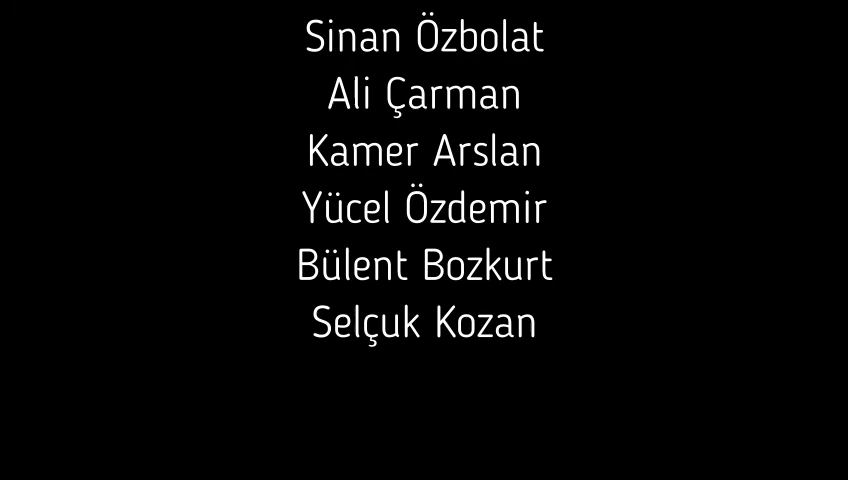 Sinan Özbolat
Ali Çarman
Kamer Arslan
Yücel Özdemir
Bülent Bozkurt
Selçuk Kozan